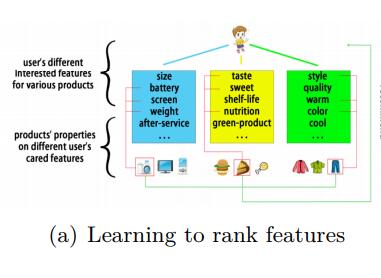 user's different
Interested features
for various products
size
battery
screen
weight
after-service
...
taste
sweet
shelf-life
nutrition
green-product
...
style
quality
warm
color
cool
...
products' properties
on different user's
cared features
(a) Learning to rank features